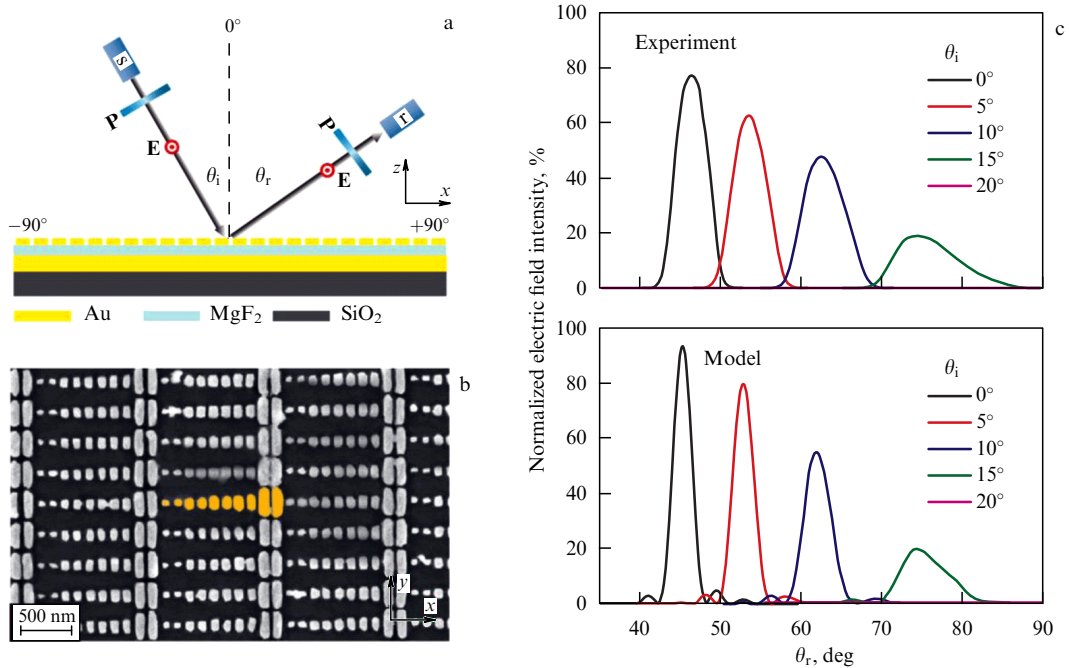 a
0°
s
P
E
θi
θr
P
r
E
z
x
−90°
+90°
Au
MgF2
SiO2
b
y
x
500 nm
c
Normalized electric field intensity, %
100
80
60
40
20
0
Experiment
θi
0°
5°
10°
15°
20°
100
80
60
40
20
0
Model
θi
0°
5°
10°
15°
20°
40
50
60
70
80
90
θr, deg